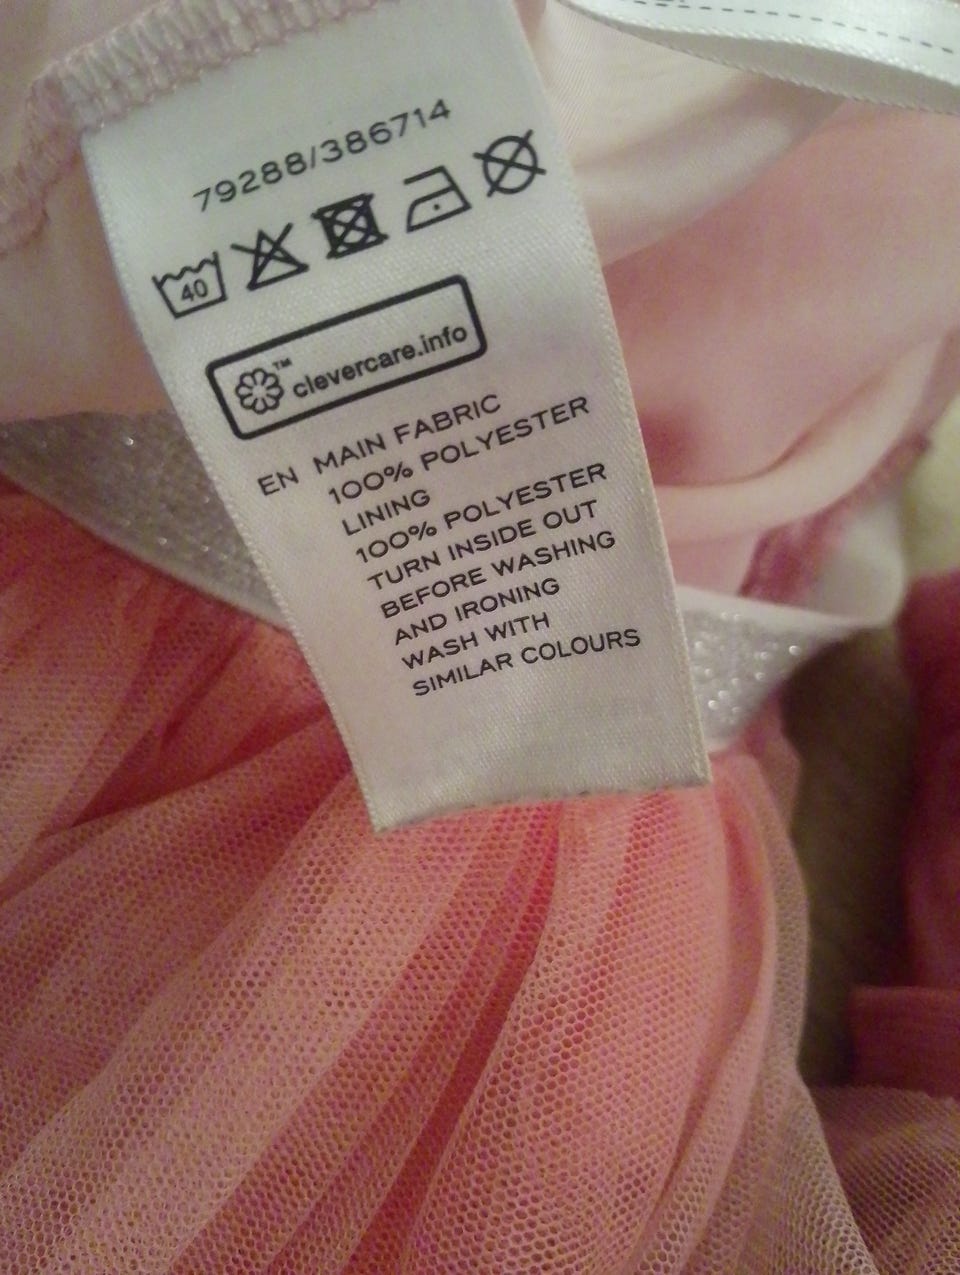 79288/386714
40
™ clevercare.info
EN MAIN FABRIC
100% POLYESTER
LINING
100% POLYESTER
TURN INSIDE OUT
BEFORE WASHING
AND IRONING
WASH WITH
SIMILAR COLOURS